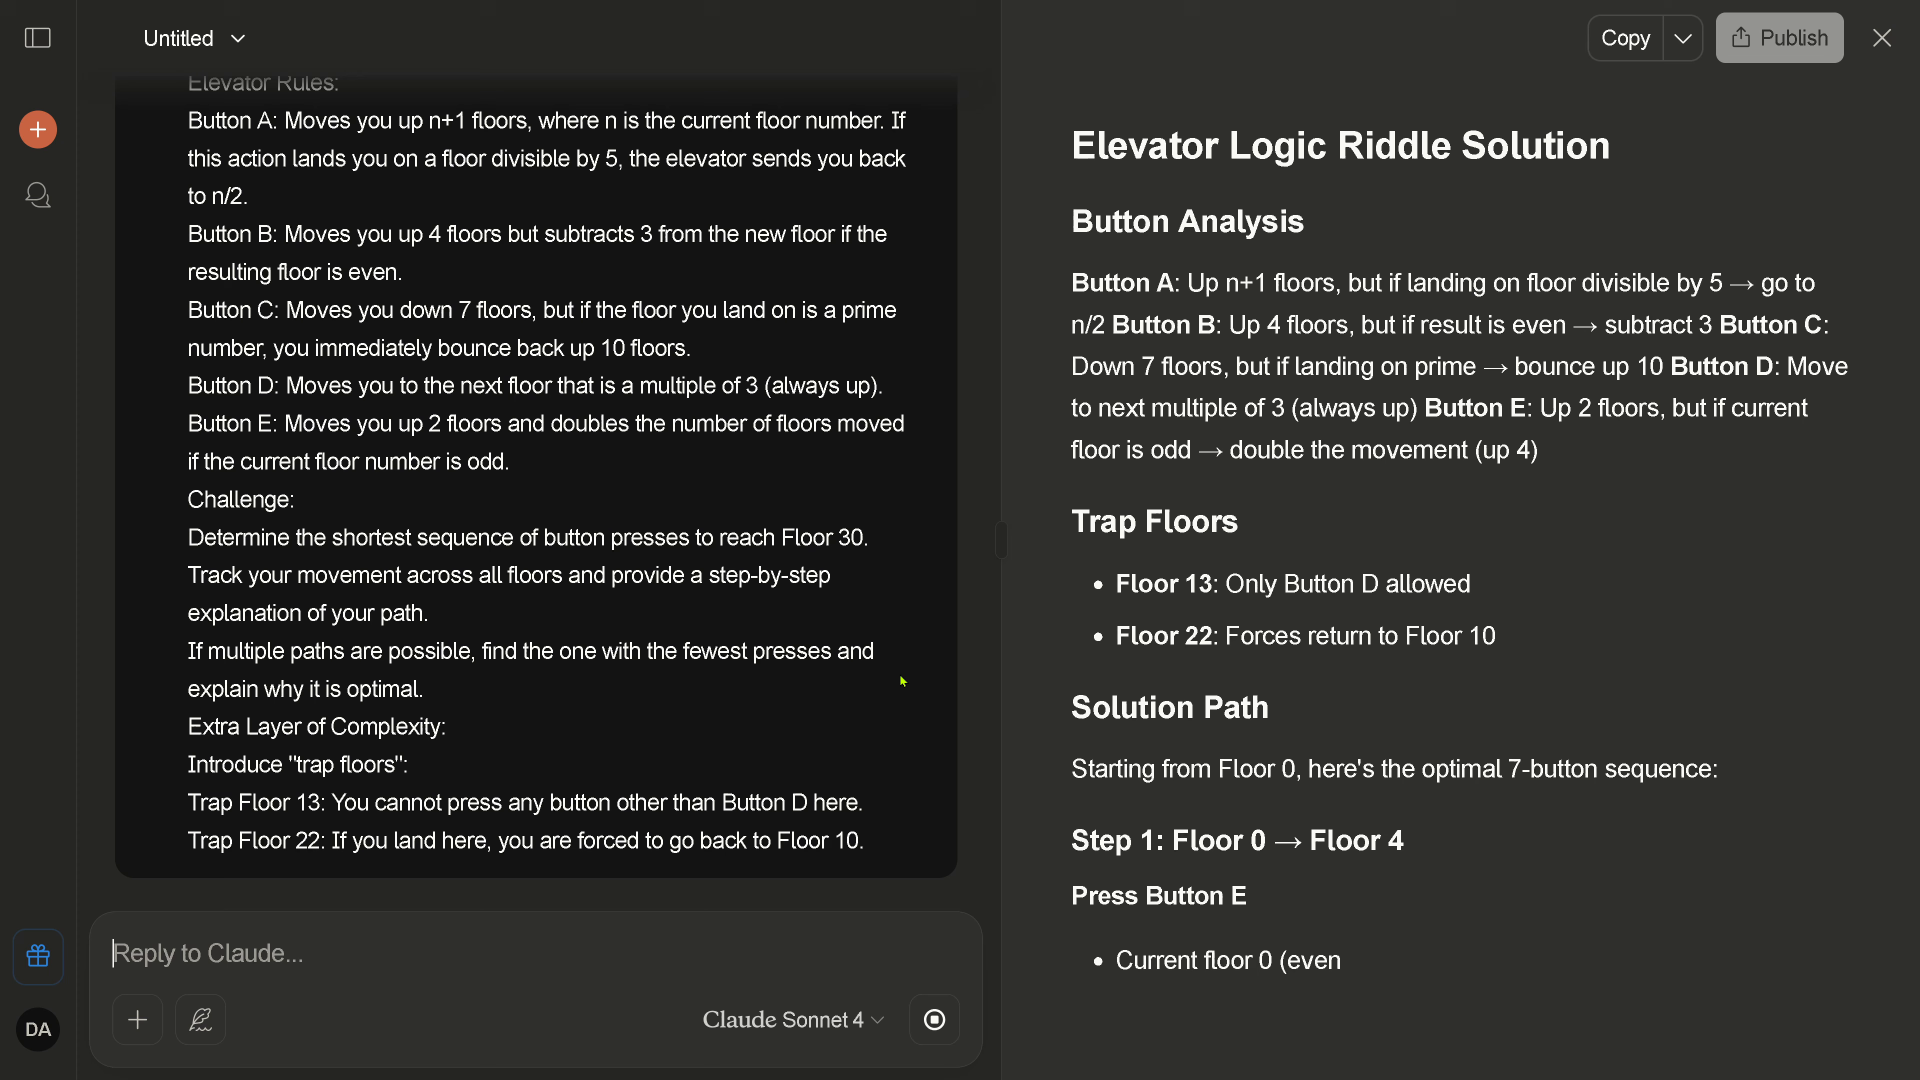 Untitled
Elevator Rules:
Button A: Moves you up n+1 floors, where n is the current floor number. If
this action lands you on a floor divisible by 5, the elevator sends you back
to n/2.
Button B: Moves you up 4 floors but subtracts 3 from the new floor if the
resulting floor is even.
Button C: Moves you down 7 floors, but if the floor you land on is a prime
number, you immediately bounce back up 10 floors.
Button D: Moves you to the next floor that is a multiple of 3 (always up).
Button E: Moves you up 2 floors and doubles the number of floors moved
if the current floor number is odd.
Challenge:
Determine the shortest sequence of button presses to reach Floor 30.
Track your movement across all floors and provide a step-by-step
explanation of your path.
If multiple paths are possible, find the one with the fewest presses and
explain why it is optimal.
Extra Layer of Complexity:
Introduce "trap floors":
Trap Floor 13: You cannot press any button other than Button D here.
Trap Floor 22: If you land here, you are forced to go back to Floor 10.
Reply to Claude...
Claude Sonnet 4
DA
Copy
Publish
Elevator Logic Riddle Solution
Button Analysis
Button A: Up n+1 floors, but if landing on floor divisible by 5 → go to
n/2 Button B: Up 4 floors, but if result is even → subtract 3 Button C:
Down 7 floors, but if landing on prime → bounce up 10 Button D: Move
to next multiple of 3 (always up) Button E: Up 2 floors, but if current
floor is odd → double the movement (up 4)
Trap Floors
• Floor 13: Only Button D allowed
• Floor 22: Forces return to Floor 10
Solution Path
Starting from Floor 0, here's the optimal 7-button sequence:
Step 1: Floor 0 → Floor 4
Press Button E
• Current floor 0 (even